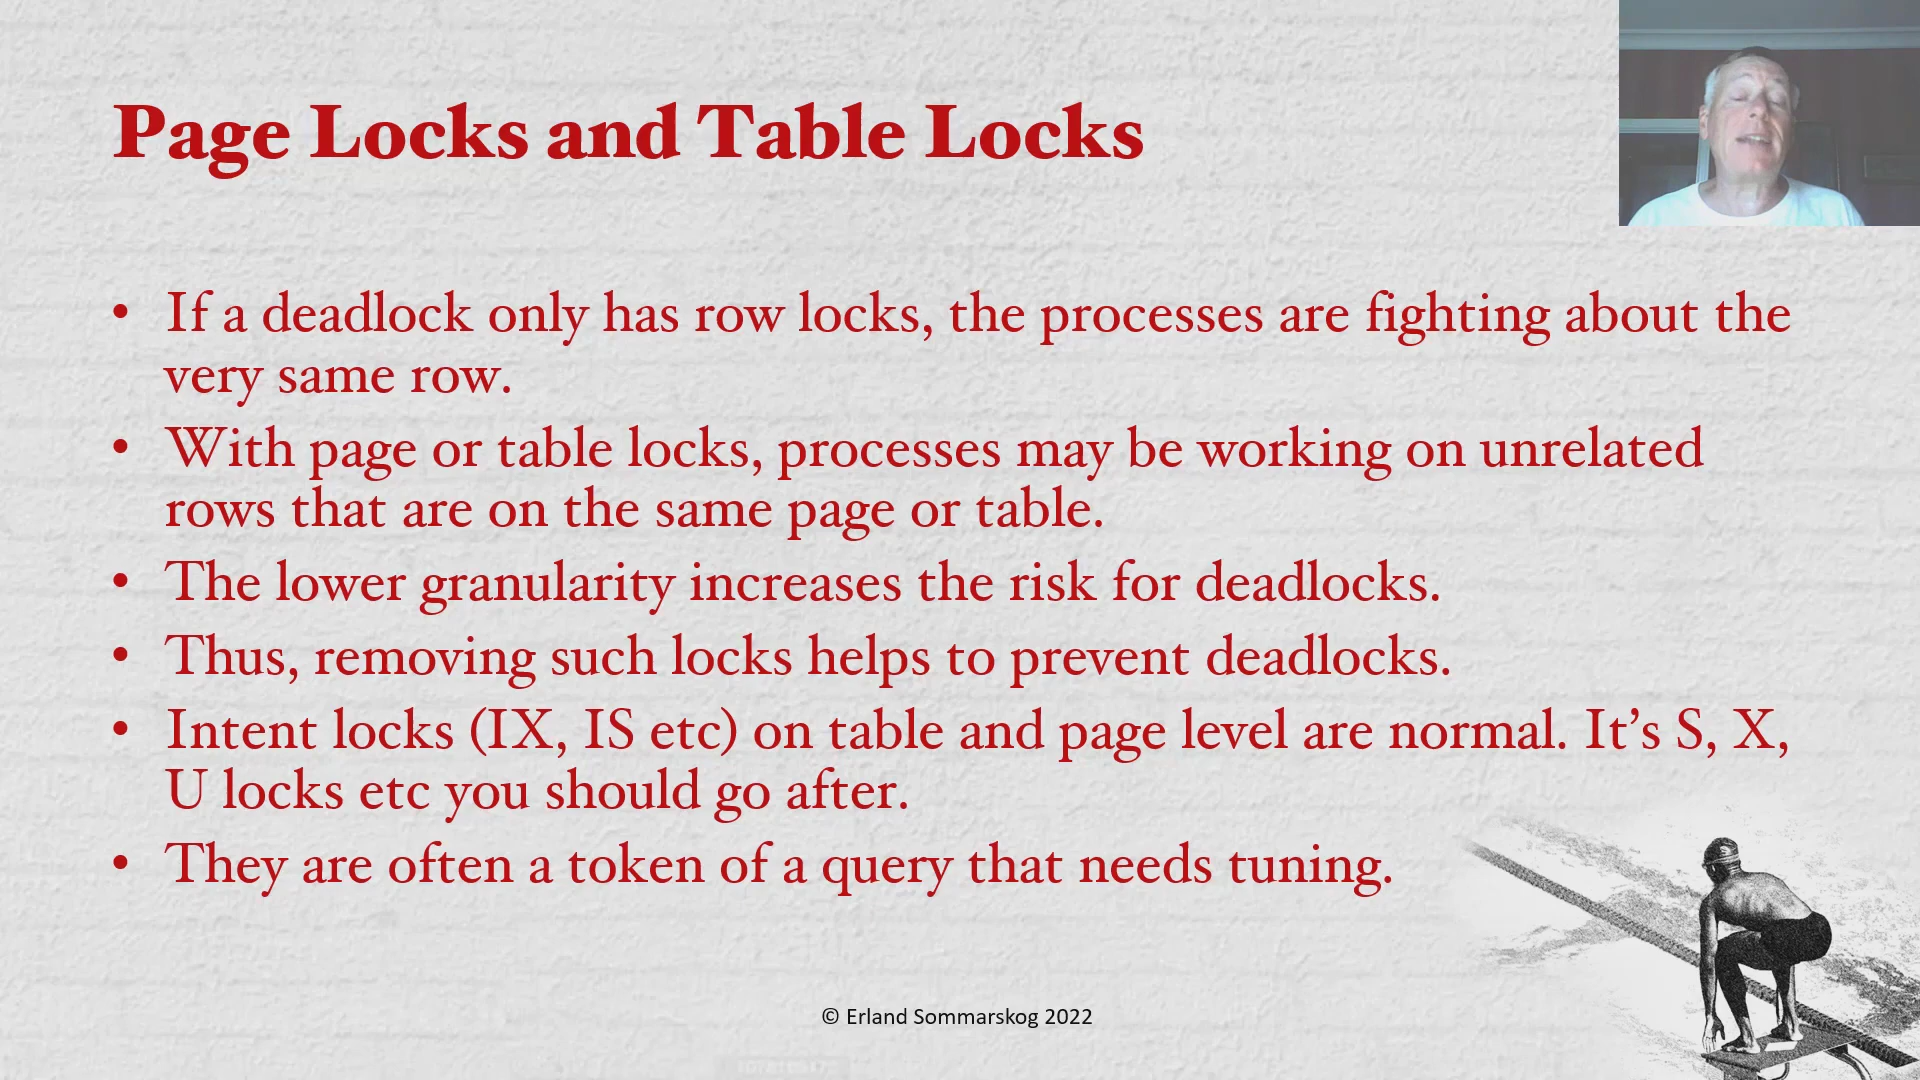 Page Locks and Table Locks
• If a deadlock only has row locks, the processes are fighting about the
very same row.
• With page or table locks, processes may be working on unrelated
rows that are on the same page or table.
• The lower granularity increases the risk for deadlocks.
• Thus, removing such locks helps to prevent deadlocks.
• Intent locks (IX, IS etc) on table and page level are normal. It’s S, X,
U locks etc you should go after.
• They are often a token of a query that needs tuning.
© Erland Sommarskog 2022